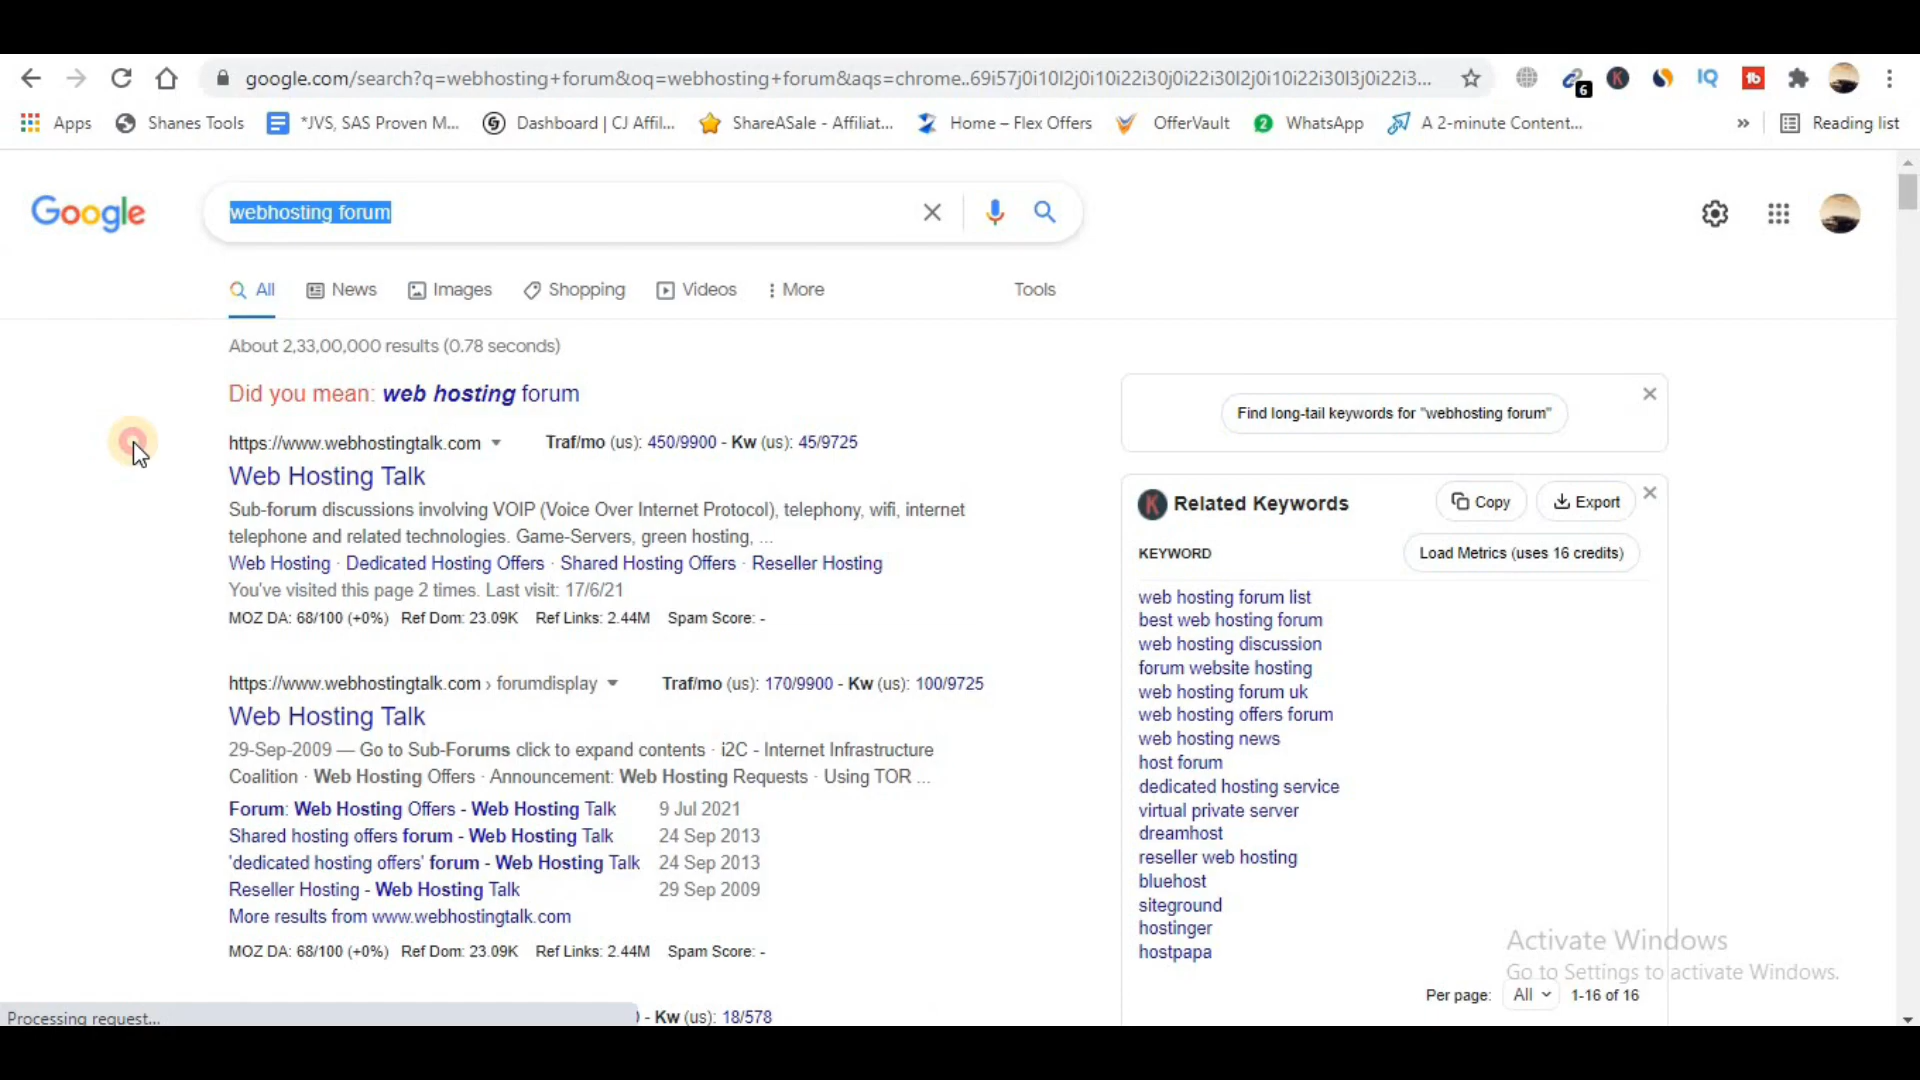 google.com/search?q=webhosting+forum&oq=webhosting+forum&aqs=chrome..69i57j0i10l2j0i10i22i30j0i22i30l2j0i10i22i30l3j0i22i3...
6
K
IQ
tb
Apps
Shanes Tools
*JVS, SAS Proven M...
Dashboard | CJ Affil...
ShareASale - Affiliat...
Home – Flex Offers
OfferVault
2
WhatsApp
A 2-minute Content...
»
Reading list
Google
webhosting forum
All
News
Images
Shopping
Videos
More
Tools
About 2,33,00,000 results (0.78 seconds)
Did you mean: web hosting forum
https://www.webhostingtalk.com Traf/mo (us): 450/9900 - Kw (us): 45/9725
Web Hosting Talk
Sub-forum discussions involving VOIP (Voice Over Internet Protocol), telephony, wifi, internet
telephone and related technologies. Game-Servers, green hosting, ...
Web Hosting · Dedicated Hosting Offers · Shared Hosting Offers · Reseller Hosting
You've visited this page 2 times. Last visit: 17/6/21
MOZ DA: 68/100 (+0%) Ref Dom: 23.09K Ref Links: 2.44M Spam Score: -
https://www.webhostingtalk.com › forumdisplay Traf/mo (us): 170/9900 - Kw (us): 100/9725
Web Hosting Talk
29-Sep-2009 — Go to Sub-Forums click to expand contents · i2C - Internet Infrastructure
Coalition · Web Hosting Offers · Announcement: Web Hosting Requests · Using TOR ...
Forum: Web Hosting Offers - Web Hosting Talk 9 Jul 2021
Shared hosting offers forum - Web Hosting Talk 24 Sep 2013
'dedicated hosting offers' forum - Web Hosting Talk 24 Sep 2013
Reseller Hosting - Web Hosting Talk 29 Sep 2009
More results from www.webhostingtalk.com
MOZ DA: 68/100 (+0%) Ref Dom: 23.09K Ref Links: 2.44M Spam Score: -
- Kw (us): 18/578
Processing request...
Find long-tail keywords for "webhosting forum"
K Related Keywords
Copy
Export
KEYWORD
Load Metrics (uses 16 credits)
web hosting forum list
best web hosting forum
web hosting discussion
forum website hosting
web hosting forum uk
web hosting offers forum
web hosting news
host forum
dedicated hosting service
virtual private server
dreamhost
reseller web hosting
bluehost
siteground
hostinger
hostpapa
Per page: All 1-16 of 16
Activate Windows
Go to Settings to activate Windows.